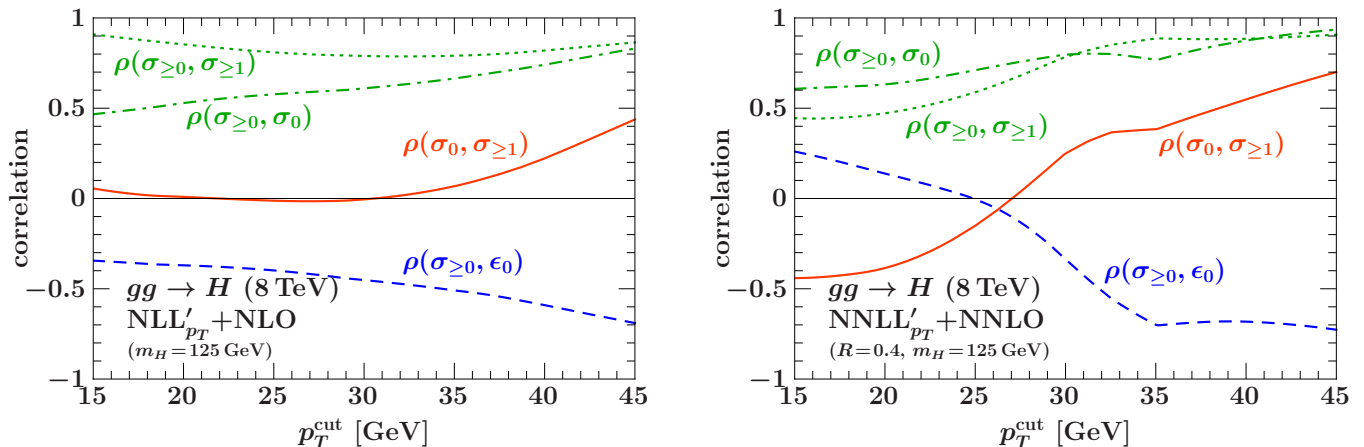 1
0.5
0
−0.5
−1
correlation
ρ(σ≥0, σ≥1)
ρ(σ≥0, σ0)
ρ(σ0, σ≥1)
ρ(σ≥0, ϵ0)
gg → H (8 TeV)
NLL′pT+NLO
(mH=125 GeV)
15 20 25 30 35 40 45
pTcut [GeV]
1
0.5
0
−0.5
−1
correlation
ρ(σ≥0, σ0)
ρ(σ≥0, σ≥1)
ρ(σ0, σ≥1)
ρ(σ≥0, ϵ0)
gg → H (8 TeV)
NNLL′pT+NNLO
(R=0.4, mH=125 GeV)
15 20 25 30 35 40 45
pTcut [GeV]